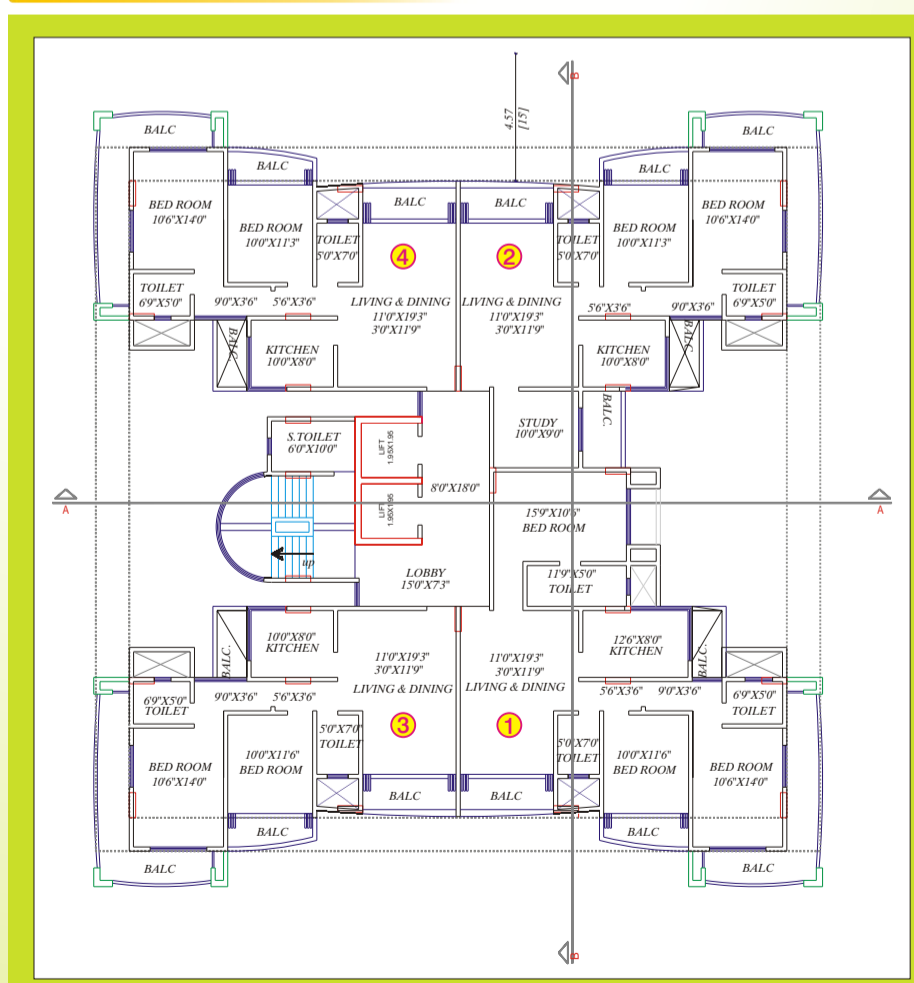 4.57
[15]
B
BALC
BALC
BALC
BALC
BALC
BALC
BED ROOM
10'6"X14'0"
BED ROOM
10'0"X11'3"
TOILET
5'0"X7'0"
4
2
TOILET
5'0"X7'0"
BED ROOM
10'0"X11'3"
BED ROOM
10'6"X14'0"
TOILET
6'9"X5'0"
9'0"X3'6"
5'6"X3'6"
LIVING & DINING
11'0"X19'3"
3'0"X11'9"
LIVING & DINING
11'0"X19'3"
3'0"X11'9"
5'6"X3'6"
9'0"X3'6"
TOILET
6'9"X5'0"
BALC.
KITCHEN
10'0"X8'0"
KITCHEN
10'0"X8'0"
BALC.
S.TOILET
6'0"X10'0"
LIFT
1.95X1.95
STUDY
10'0"X9'0"
BALC.
A
8'0"X18'0"
A
LIFT
1.95X1.95
15'9"X10'6"
BED ROOM
up
LOBBY
15'0"X7'3"
11'9"X5'0"
TOILET
BALC.
10'0"X8'0"
KITCHEN
11'0"X19'3"
3'0"X11'9"
LIVING & DINING
11'0"X19'3"
3'0"X11'9"
LIVING & DINING
12'6"X8'0"
KITCHEN
BALC.
6'9"X5'0"
TOILET
9'0"X3'6"
5'6"X3'6"
5'6"X3'6"
9'0"X3'6"
6'9"X5'0"
TOILET
BED ROOM
10'6"X14'0"
10'0"X11'6"
BED ROOM
5'0"X7'0"
TOILET
3
1
5'0"X7'0"
TOILET
10'0"X11'6"
BED ROOM
BED ROOM
10'6"X14'0"
BALC
BALC
BALC
BALC
BALC
BALC
B